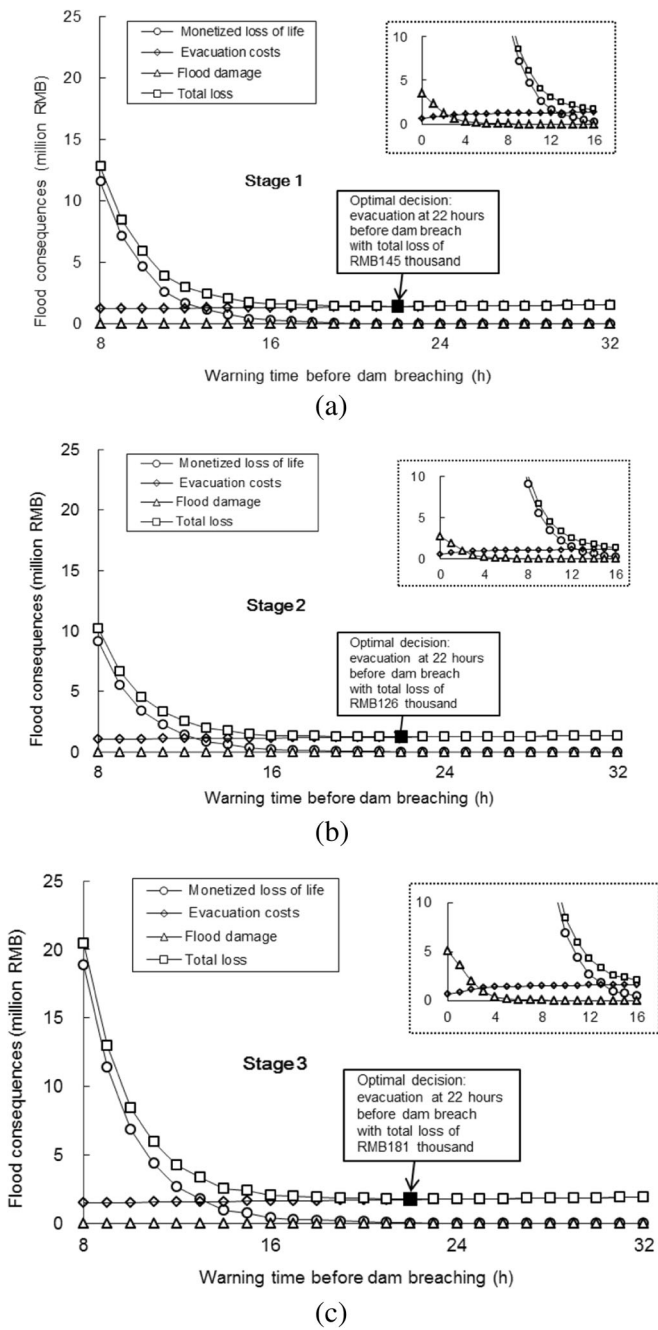 25
20
15
10
5
0
Flood consequences (million RMB)
Monetized loss of life
Evacuation costs
Flood damage
Total loss
10
5
0
0 4 8 12 16
Stage 1
Optimal decision:
evacuation at 22 hours
before dam breach
with total loss of
RMB145 thousand
8 16 24 32
Warning time before dam breaching (h)
(a)
25
20
15
10
5
0
Flood consequences (million RMB)
Monetized loss of life
Evacuation costs
Flood damage
Total loss
10
5
0
0 4 8 12 16
Stage 2
Optimal decision:
evacuation at 22 hours
before dam breach
with total loss of
RMB126 thousand
8 16 24 32
Warning time before dam breaching (h)
(b)
25
20
15
10
5
0
Flood consequences (million RMB)
Monetized loss of life
Evacuation costs
Flood damage
Total loss
10
5
0
0 4 8 12 16
Stage 3
Optimal decision:
evacuation at 22 hours
before dam breach
with total loss of
RMB181 thousand
8 16 24 32
Warning time before dam breaching (h)
(c)